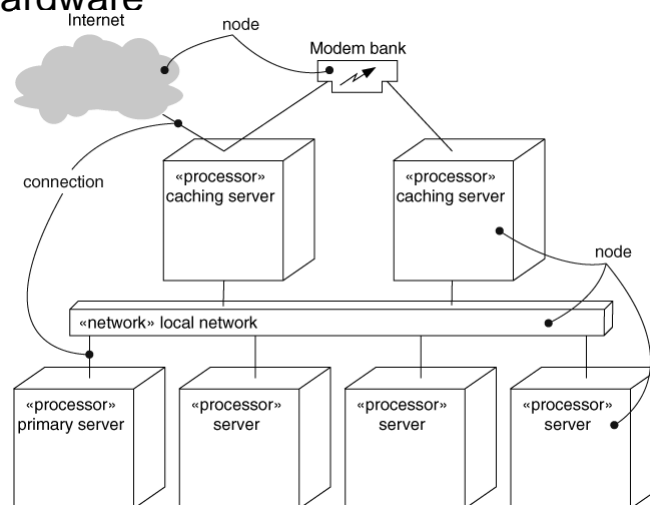 ardware
Internet
node
Modem bank
connection
«processor»
caching server
«processor»
caching server
node
«network» local network
«processor»
primary server
«processor»
server
«processor»
server
«processor»
server